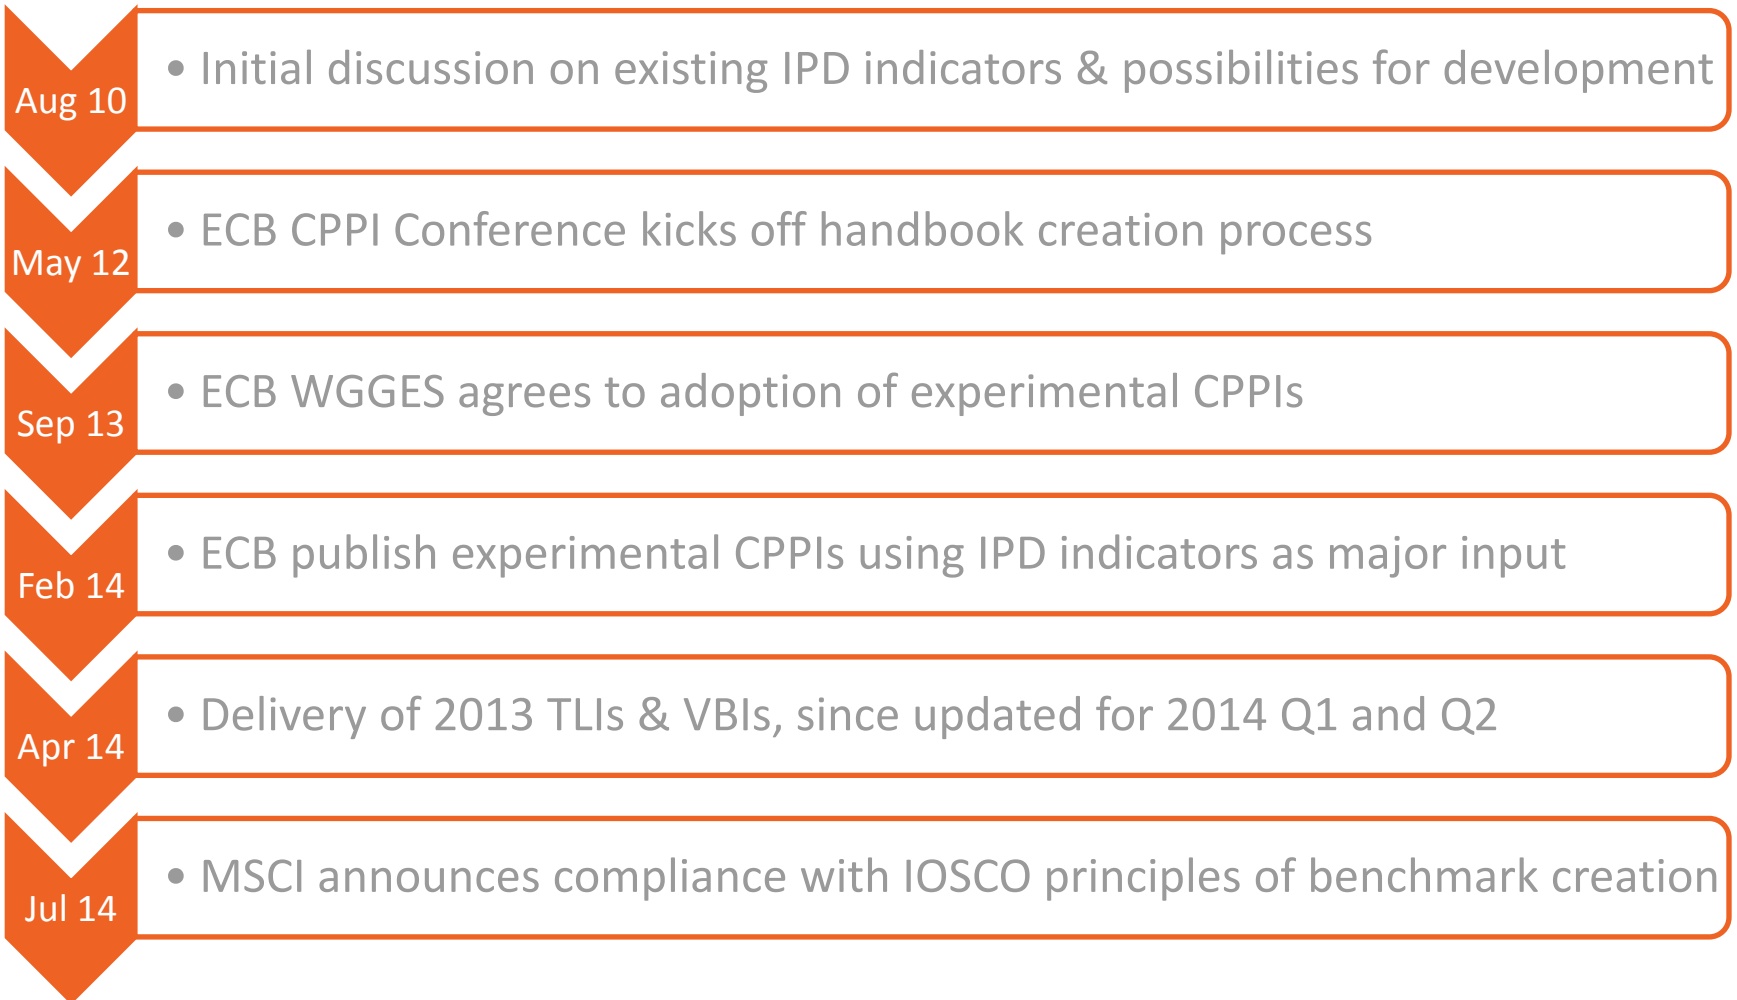 Aug 10
• Initial discussion on existing IPD indicators & possibilities for development
May 12
• ECB CPPI Conference kicks off handbook creation process
Sep 13
• ECB WGGES agrees to adoption of experimental CPPIs
Feb 14
• ECB publish experimental CPPIs using IPD indicators as major input
Apr 14
• Delivery of 2013 TLIs & VBIs, since updated for 2014 Q1 and Q2
Jul 14
• MSCI announces compliance with IOSCO principles of benchmark creation